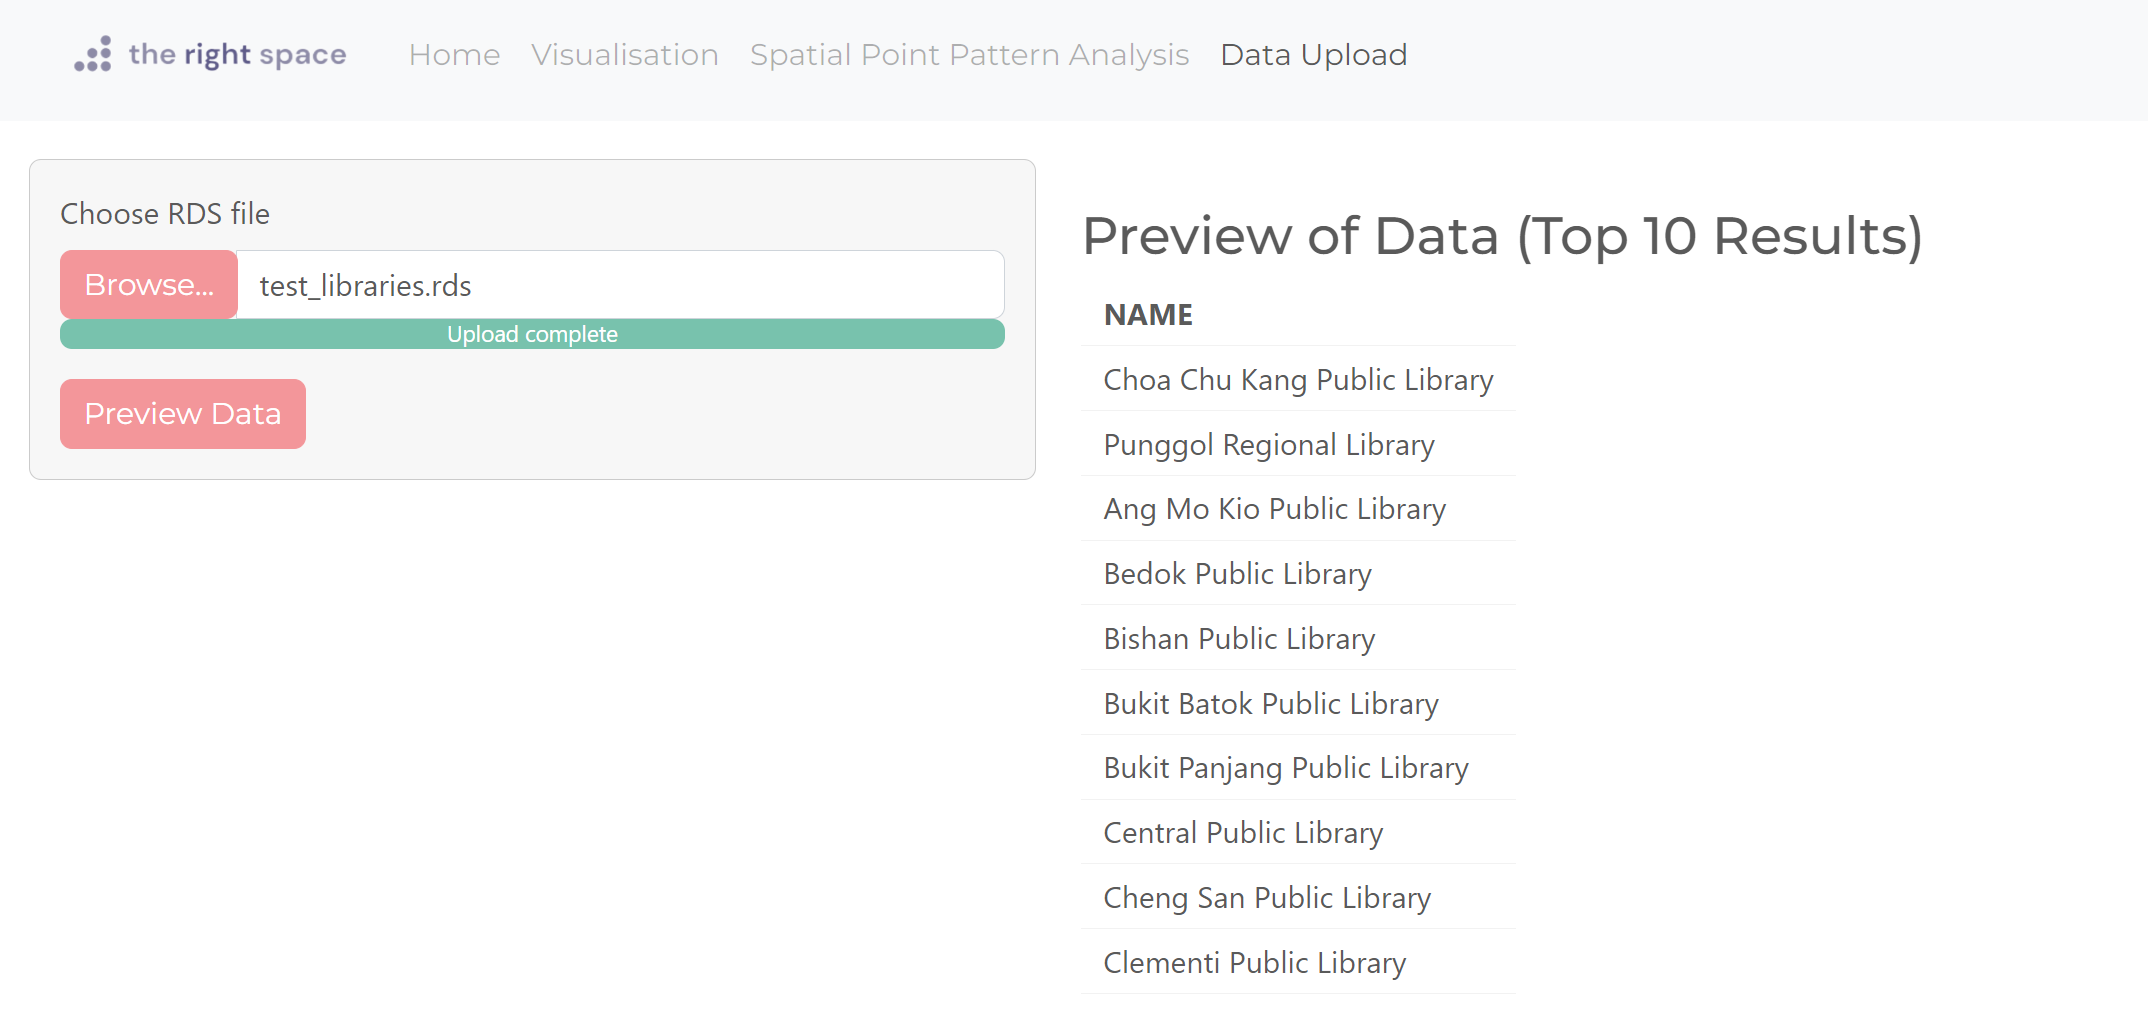 the right space Home Visualisation Spatial Point Pattern Analysis Data Upload
Choose RDS file
Browse... test_libraries.rds
Upload complete
Preview Data
Preview of Data (Top 10 Results)
NAME
Choa Chu Kang Public Library
Punggol Regional Library
Ang Mo Kio Public Library
Bedok Public Library
Bishan Public Library
Bukit Batok Public Library
Bukit Panjang Public Library
Central Public Library
Cheng San Public Library
Clementi Public Library